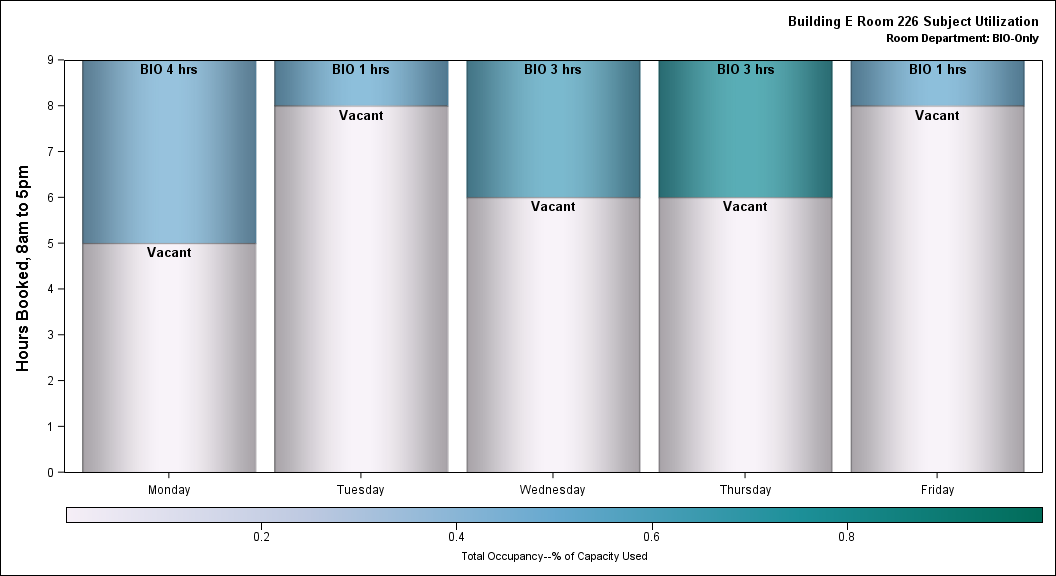 Building E Room 226 Subject Utilization
Room Department: BIO-Only
Hours Booked, 8am to 5pm
9
8
7
6
5
4
3
2
1
0
BIO 4 hrs
BIO 1 hrs
BIO 3 hrs
BIO 3 hrs
BIO 1 hrs
Vacant
Vacant
Vacant
Vacant
Vacant
Monday
Tuesday
Wednesday
Thursday
Friday
0.2
0.4
0.6
0.8
Total Occupancy--% of Capacity Used